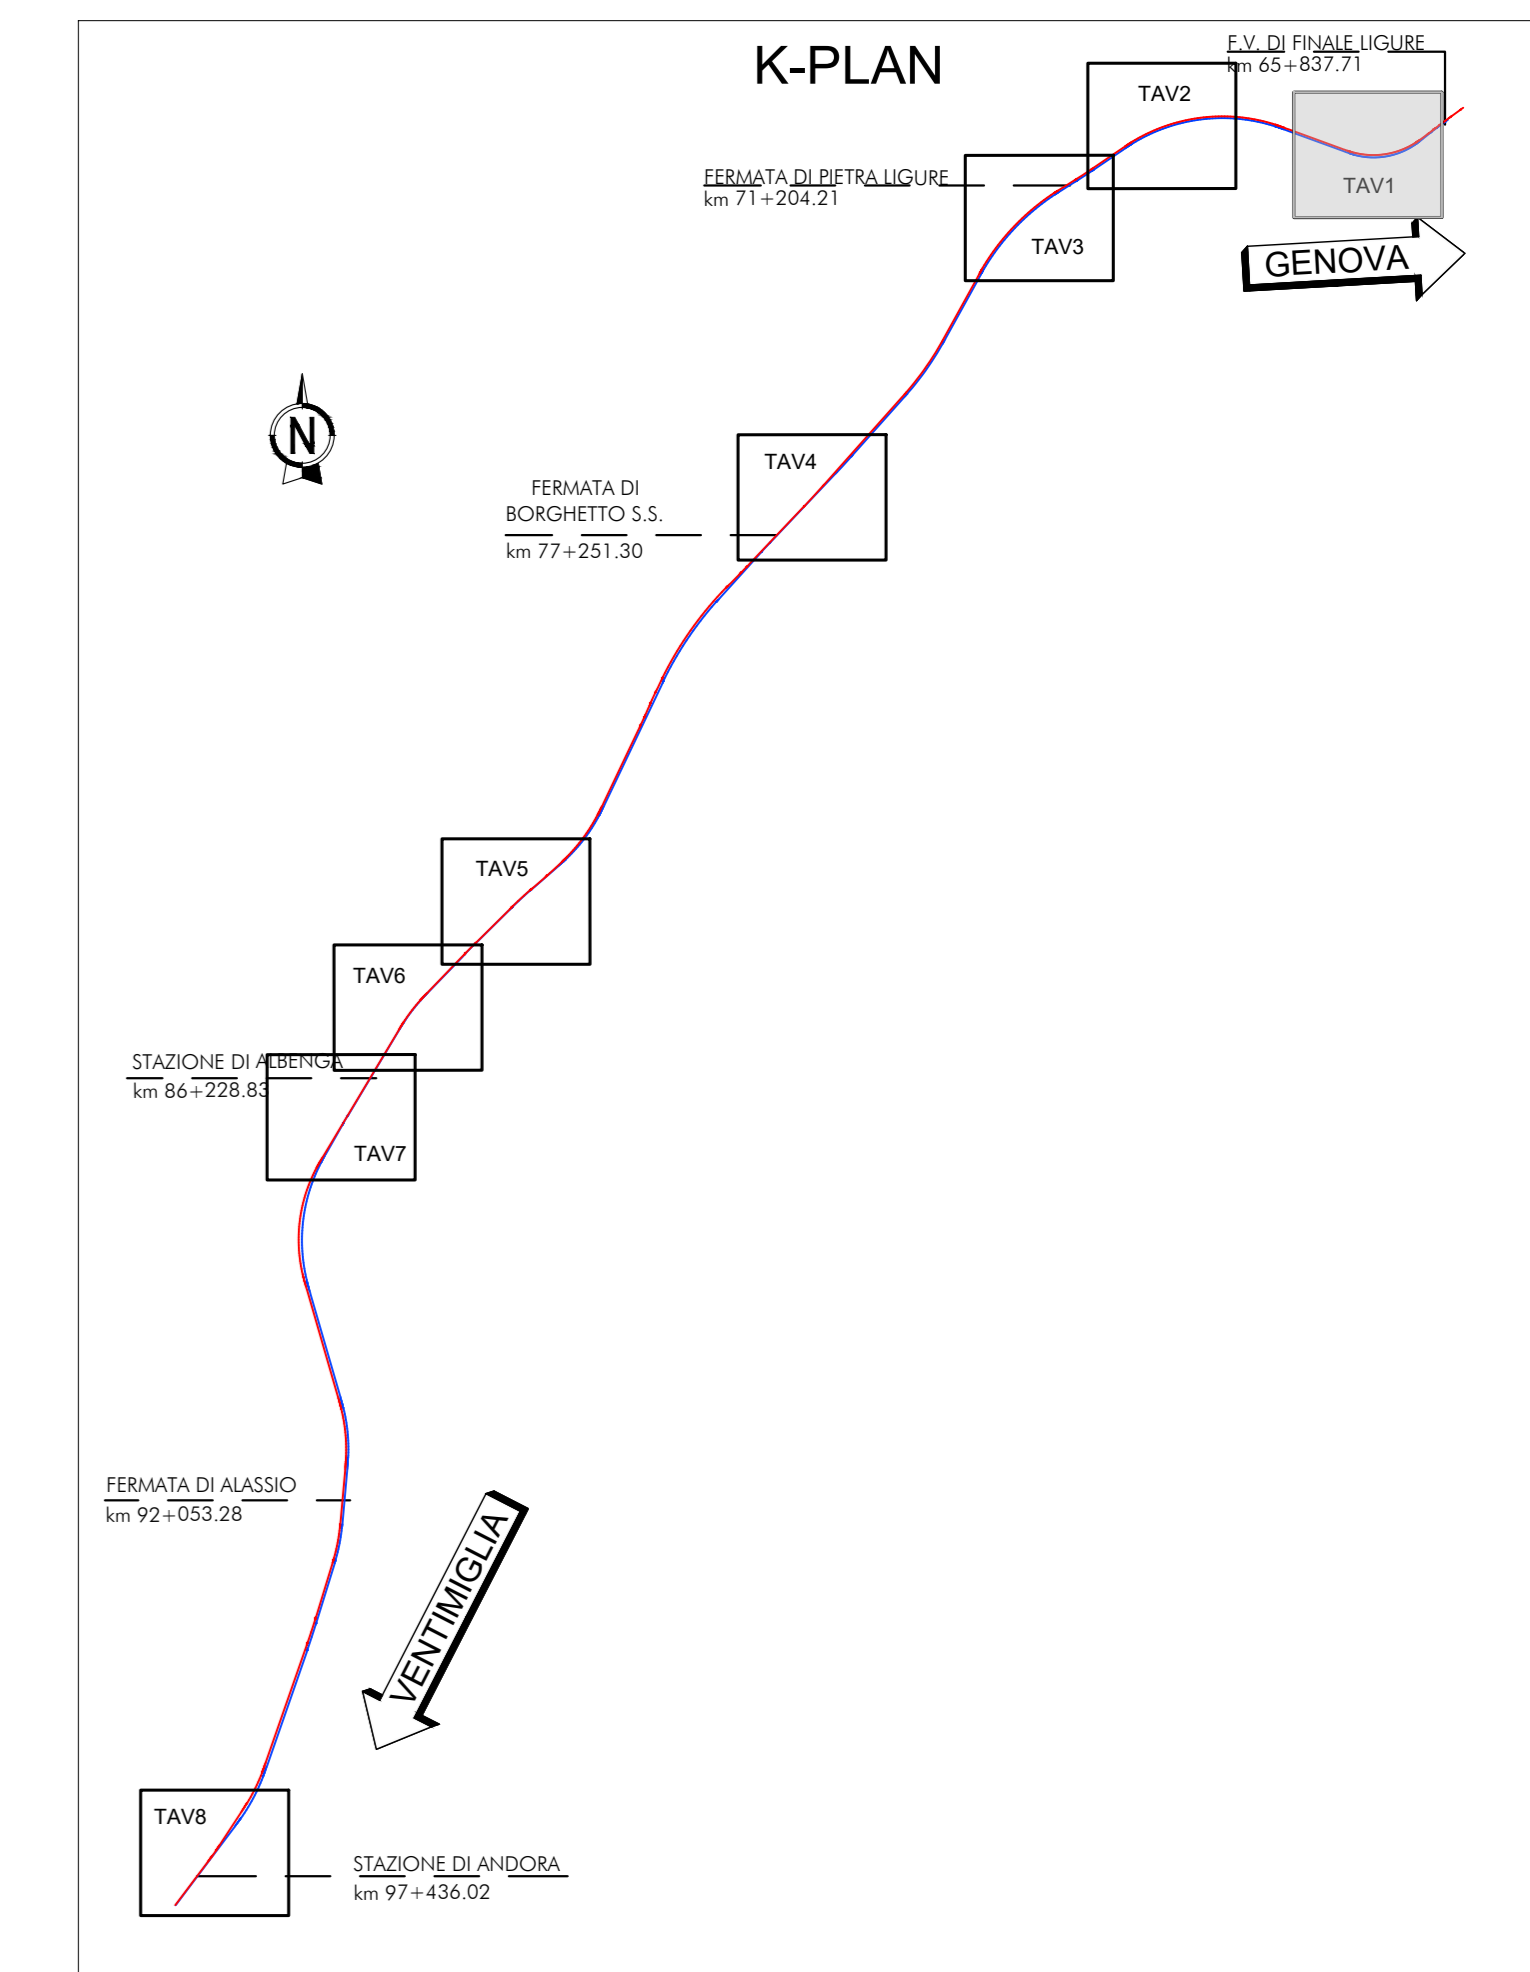 K-PLAN
F.V. DI FINALE LIGURE
km 65+837.71
TAV2
TAV1
FERMATA DI PIETRA LIGURE
km 71+204.21
TAV3
GENOVA
N
TAV4
FERMATA DI
BORGHETTO S.S.
km 77+251.30
TAV5
TAV6
STAZIONE DI ALBENGA
km 86+228.83
TAV7
FERMATA DI ALASSIO
km 92+053.28
VENTIMIGLIA
TAV8
STAZIONE DI ANDORA
km 97+436.02